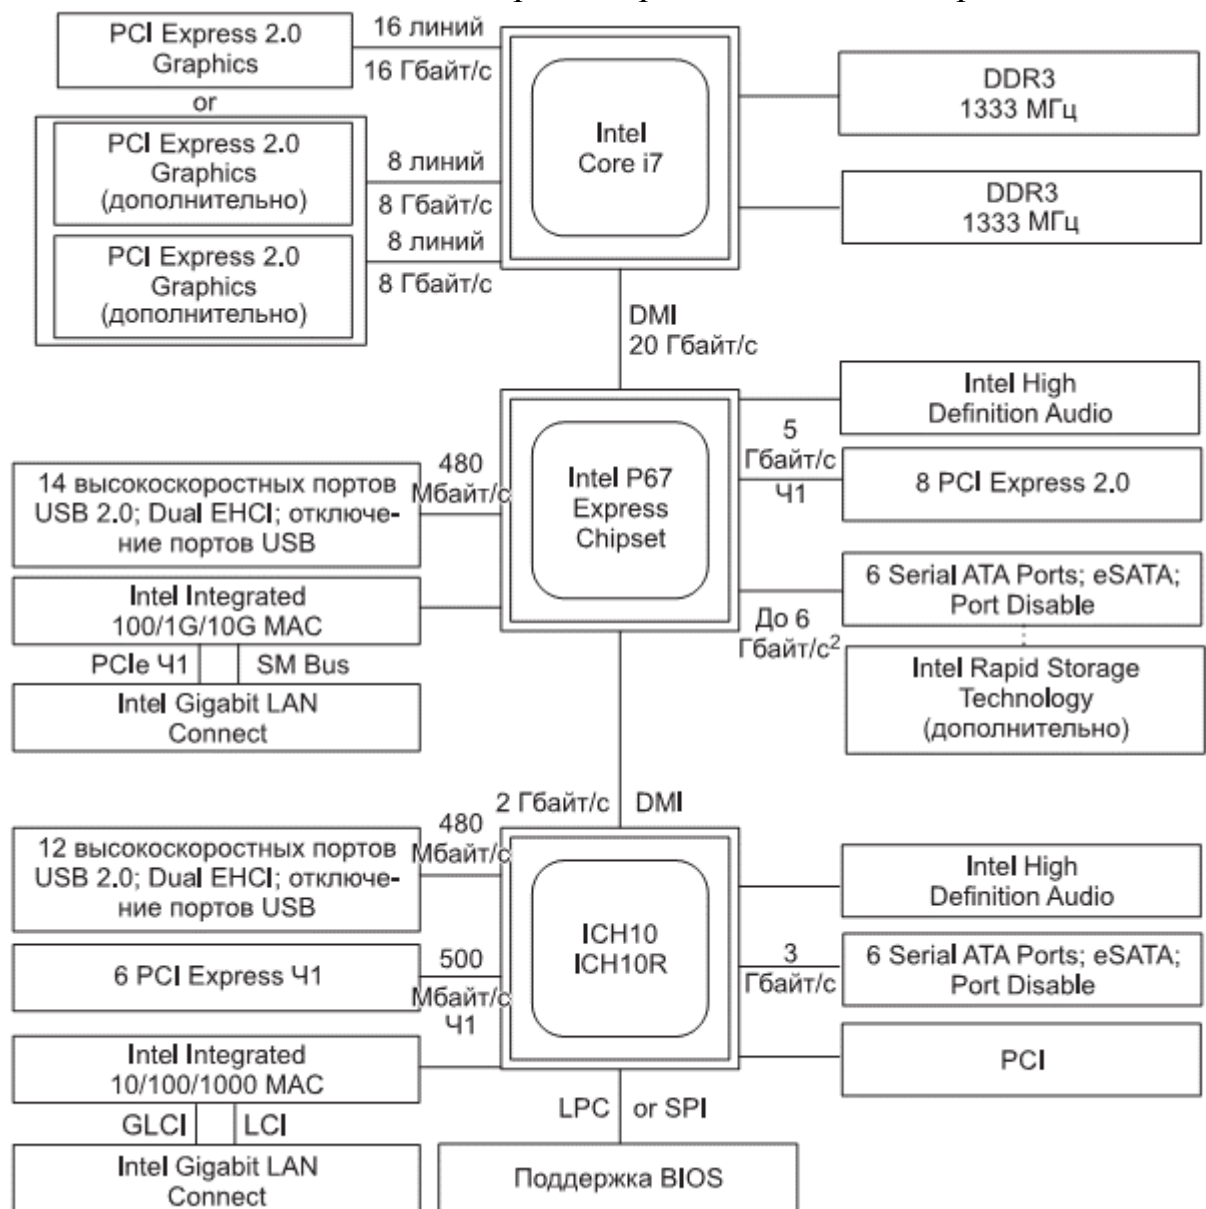 PCI Express 2.0
Graphics
16 линий
16 Гбайт/с
or
PCI Express 2.0
Graphics
(дополнительно)
8 линий
8 Гбайт/с
PCI Express 2.0
Graphics
(дополнительно)
8 линий
8 Гбайт/с
Intel
Core i7
DDR3
1333 МГц
DDR3
1333 МГц
DMI
20 Гбайт/с
Intel High
Definition Audio
5
Гбайт/с
Ч1
8 PCI Express 2.0
480
Мбайт/с
14 высокоскоростных портов
USB 2.0; Dual EHCI; отключе-
ние портов USB
Intel P67
Express
Chipset
Intel Integrated
100/1G/10G MAC
PCIe Ч1
SM Bus
Intel Gigabit LAN
Connect
6 Serial ATA Ports; eSATA;
Port Disable
До 6
Гбайт/с²
Intel Rapid Storage
Technology
(дополнительно)
2 Гбайт/с
DMI
12 высокоскоростных портов
USB 2.0; Dual EHCI; отключе-
ние портов USB
480
Мбайт/с
ICH10
ICH10R
Intel High
Definition Audio
6 PCI Express Ч1
500
Мбайт/с
Ч1
3
Гбайт/с
6 Serial ATA Ports; eSATA;
Port Disable
Intel Integrated
10/100/1000 MAC
GLCI
LCI
Intel Gigabit LAN
Connect
PCI
LPC
or SPI
Поддержка BIOS